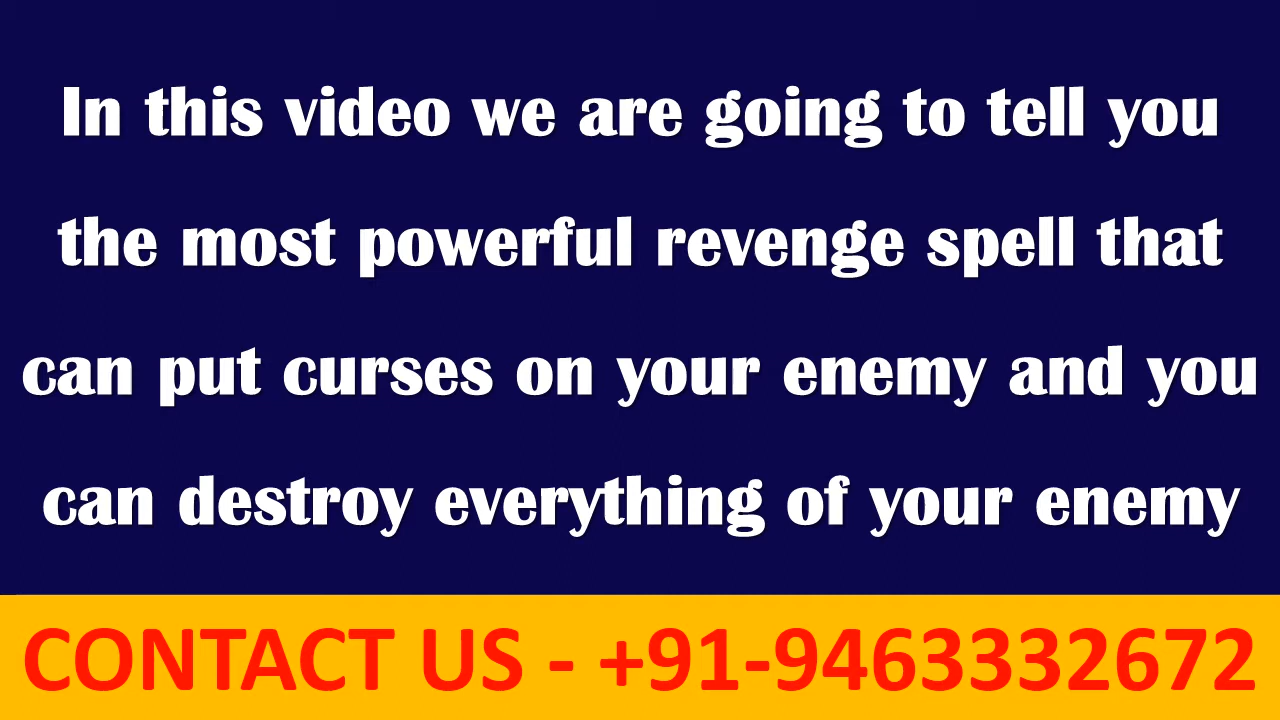 In this video we are going to tell you
the most powerful revenge spell that
can put curses on your enemy and you
can destroy everything of your enemy
CONTACT US - +91-9463332672